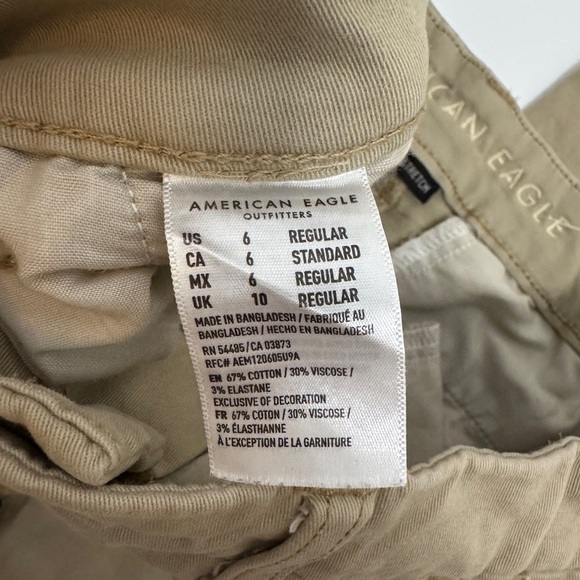 AMERICAN EAGLE
OUTFITTERS
US 6 REGULAR
CA 6 STANDARD
MX 6 REGULAR
UK 10 REGULAR
MADE IN BANGLADESH / FABRIQUÉ AU
BANGLADESH / HECHO EN BANGLADESH
RN 54485 / CA 03873
RFC# AEM120605U9A
EN 67% COTTON / 30% VISCOSE /
3% ELASTANE
EXCLUSIVE OF DECORATION
FR 67% COTON / 30% VISCOSE /
3% ÉLASTHANNE
À L'EXCEPTION DE LA GARNITURE
ICAN EAGLE
STRETCH